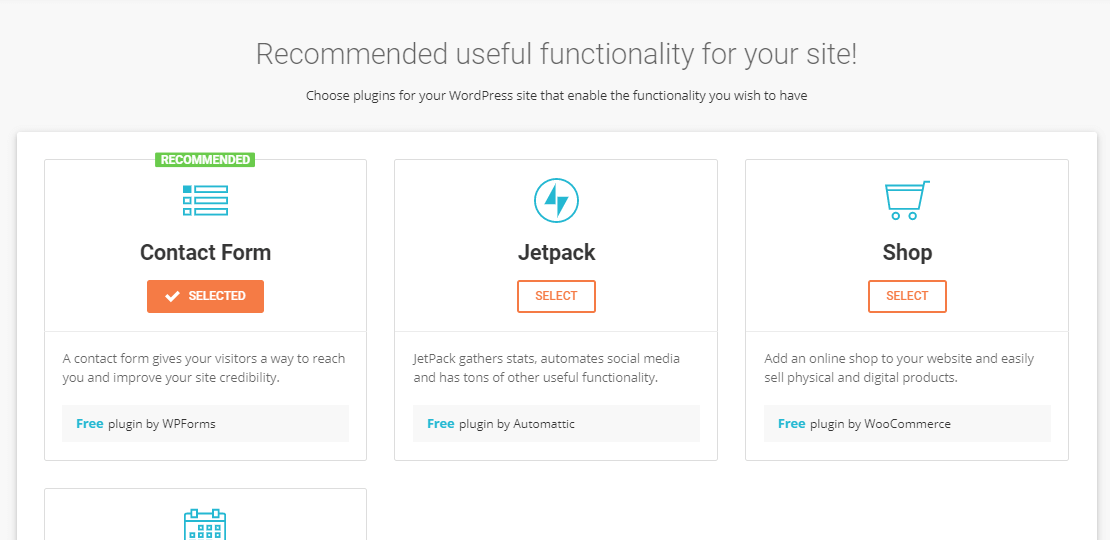 Recommended useful functionality for your site!
Choose plugins for your WordPress site that enable the functionality you wish to have
RECOMMENDED
Contact Form
SELECTED
A contact form gives your visitors a way to reach
you and improve your site credibility.
Free plugin by WPForms
Jetpack
SELECT
JetPack gathers stats, automates social media
and has tons of other useful functionality.
Free plugin by Automattic
Shop
SELECT
Add an online shop to your website and easily
sell physical and digital products.
Free plugin by WooCommerce